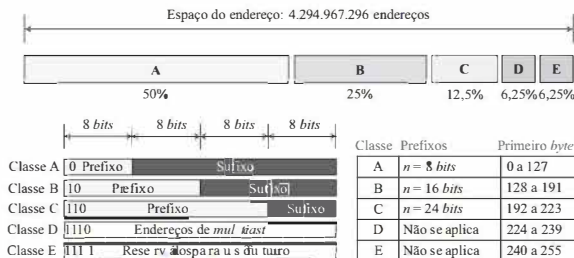 Espaço do endereço: 4.294.967.296 endereços
A B C D E
50% 25% 12,5% 6,25% 6,25%
8 bits 8 bits 8 bits 8 bits
Classe A 0 Prefixo Sufixo
Classe B 10 Prefixo Sufixo
Classe C 110 Prefixo Sufixo
Classe D 1110 Endereços de
Classe E
Classe Prefixos Primeiro byte
A n = 8 bits 0 a 127
B n = 16 bits 128 a 191
C n = 24 bits 192 a 223
D Não se aplica 224 a 239
E Não se aplica 240 a 255